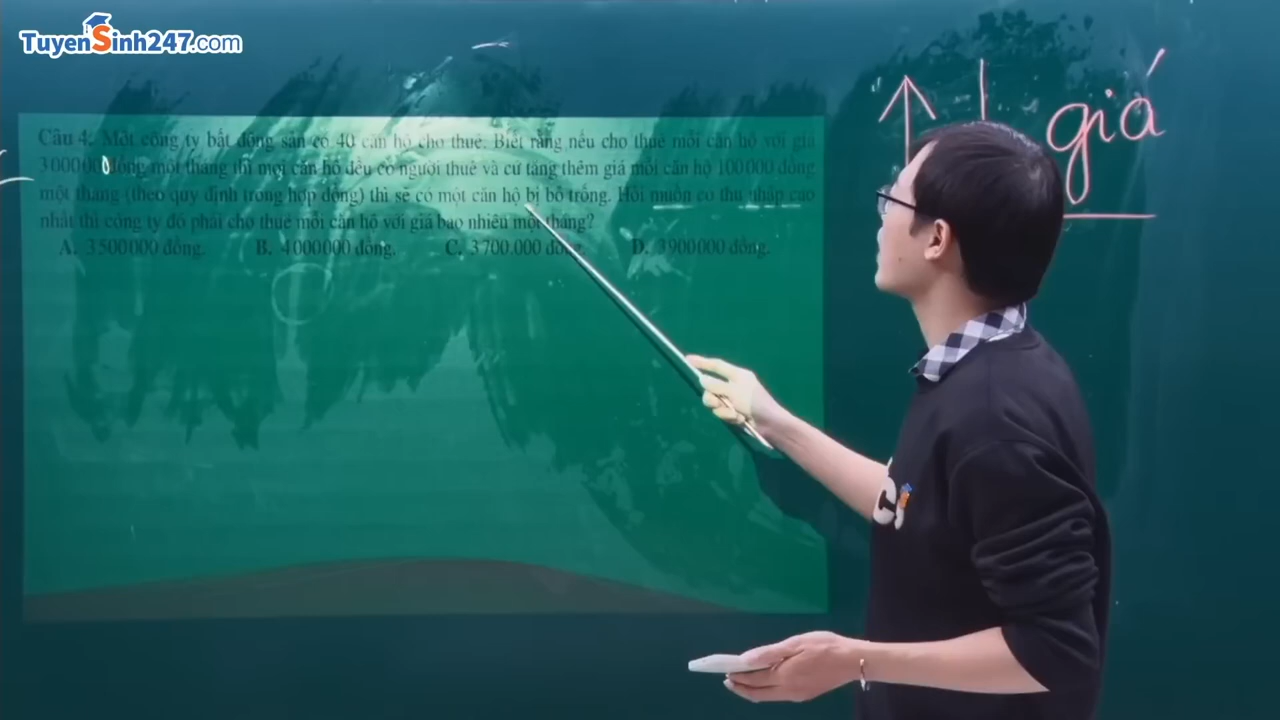 TuyenSinh247.com
Câu 4. Một công ty bất động sản có 40 căn hộ cho thuê. Biết rằng nếu cho thuê mỗi căn hộ với giá
3000000 đồng một tháng thì mọi căn hộ đều có người thuê và cứ tăng thêm giá mỗi căn hộ 100000 đồng
một tháng (theo quy định trong hợp đồng) thì sẽ có một căn hộ bị bỏ trống. Hỏi muốn có thu nhập cao
nhất thì công ty đó phải cho thuê mỗi căn hộ với giá bao nhiêu một tháng?
A. 3500000 đồng. B. 4000000 đồng. C. 3700.000 đồng. D. 3900000 đồng.
giá